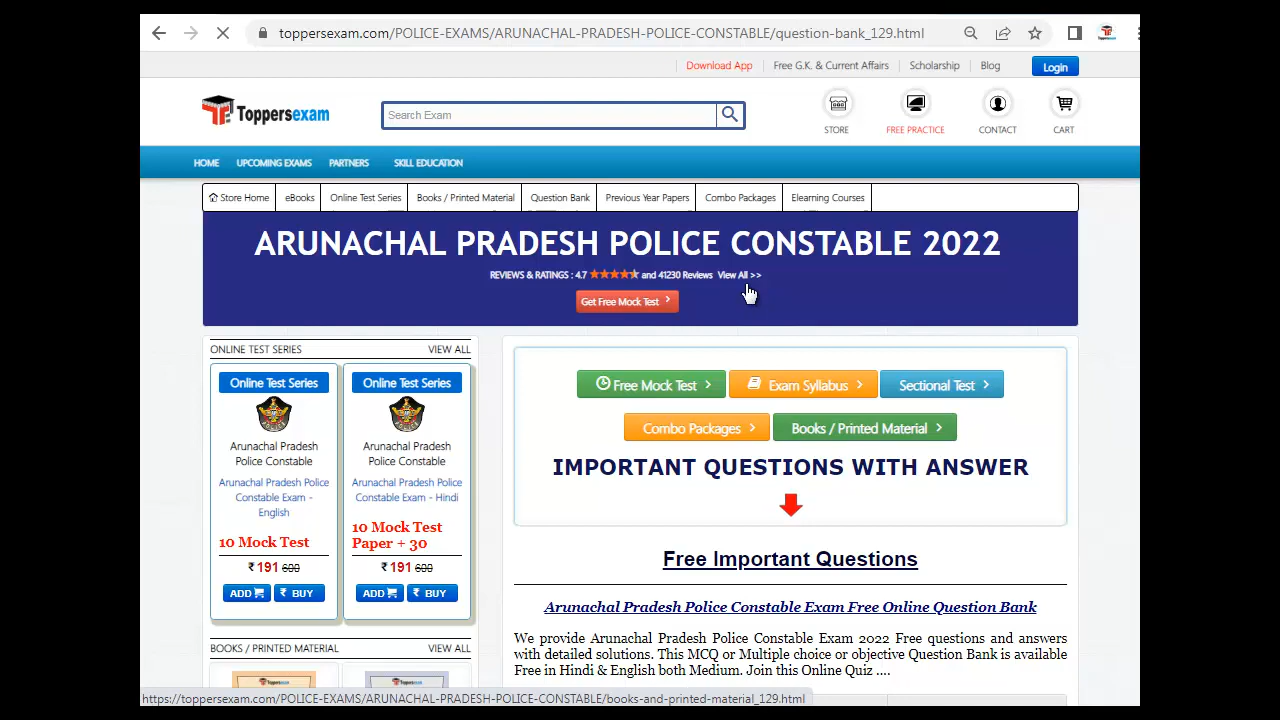 toppersexam.com/POLICE-EXAMS/ARUNACHAL-PRADESH-POLICE-CONSTABLE/question-bank_129.html
Download App
Free G.K. & Current Affairs
Scholarship
Blog
Login
Toppersexam
Search Exam
STORE
FREE PRACTICE
CONTACT
CART
HOME
UPCOMING EXAMS
PARTNERS
SKILL EDUCATION
Store Home
eBooks
Online Test Series
Books / Printed Material
Question Bank
Previous Year Papers
Combo Packages
Elearning Courses
ARUNACHAL PRADESH POLICE CONSTABLE 2022
REVIEWS & RATINGS : 4.7 and 41230 Reviews View All >>
Get Free Mock Test
ONLINE TEST SERIES
VIEW ALL
Online Test Series
Arunachal Pradesh
Police Constable
Arunachal Pradesh Police
Constable Exam -
English
10 Mock Test
₹ 191 600
ADD
₹ BUY
Online Test Series
Arunachal Pradesh
Police Constable
Arunachal Pradesh Police
Constable Exam - Hindi
10 Mock Test
Paper + 30
₹ 191 600
ADD
₹ BUY
BOOKS / PRINTED MATERIAL
VIEW ALL
Free Mock Test
Exam Syllabus
Sectional Test
Combo Packages
Books / Printed Material
IMPORTANT QUESTIONS WITH ANSWER
Free Important Questions
Arunachal Pradesh Police Constable Exam Free Online Question Bank
We provide Arunachal Pradesh Police Constable Exam 2022 Free questions and answers
with detailed solutions. This MCQ or Multiple choice or objective Question Bank is available
Free in Hindi & English both Medium. Join this Online Quiz ....
https://toppersexam.com/POLICE-EXAMS/ARUNACHAL-PRADESH-POLICE-CONSTABLE/books-and-printed-material_129.html